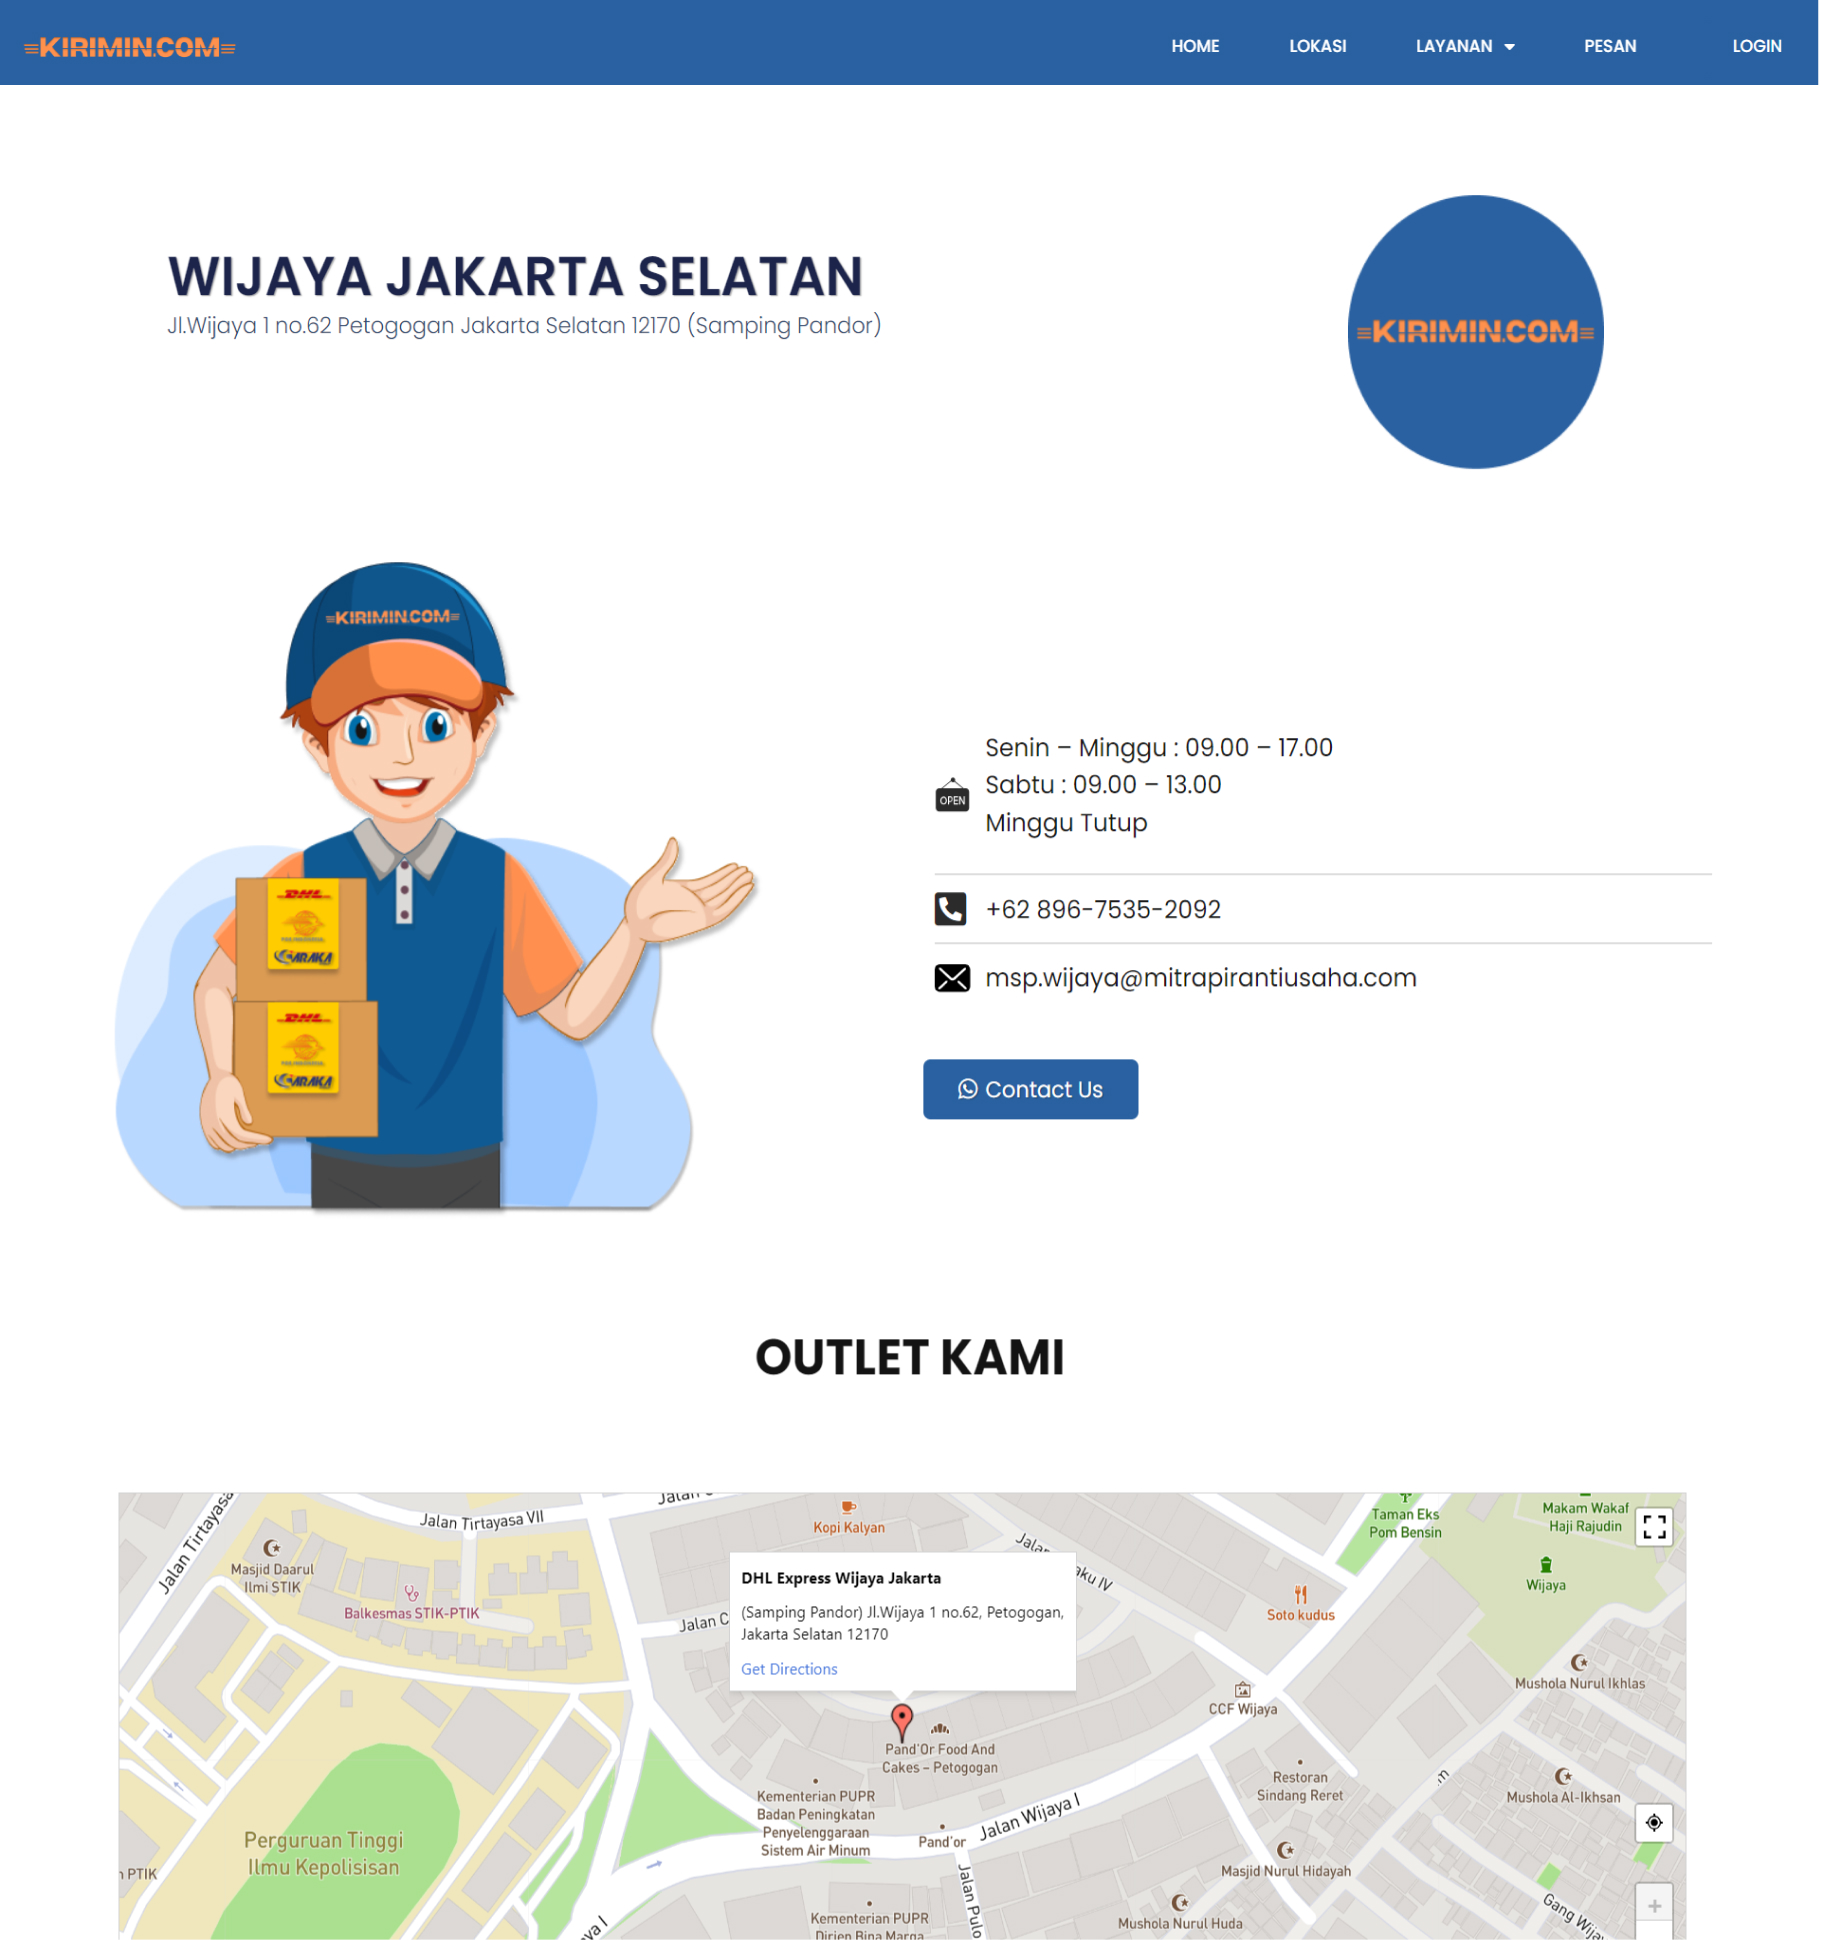 KIRIMIN.COM
HOME
LOKASI
LAYANAN
PESAN
LOGIN
WIJAYA JAKARTA SELATAN
Jl.Wijaya 1 no.62 Petogogan Jakarta Selatan 12170 (Samping Pandor)
KIRIMIN.COM
KIRIMIN.COM
DHL
CARAKA
DHL
CARAKA
OPEN
Senin – Minggu : 09.00 – 17.00
Sabtu : 09.00 – 13.00
Minggu Tutup
+62 896-7535-2092
msp.wijaya@mitrapirantiusaha.com
Contact Us
OUTLET KAMI
Jalan Tirtayasa
Jalan Tirtayasa VII
Masjid Daarul
Ilmi STIK
Balkesmas STIK-PTIK
Jalan
Kopi Kalyan
DHL Express Wijaya Jakarta
(Samping Pandor) Jl.Wijaya 1 no.62, Petogogan,
Jakarta Selatan 12170
Get Directions
Jalan C
Jala
aku IV
Taman Eks
Pom Bensin
Makam Wakaf
Haji Rajudin
Wijaya
Soto kudus
Mushola Nurul Ikhlas
CCF Wijaya
Pand'Or Food And
Cakes – Petogogan
Kementerian PUPR
Badan Peningkatan
Penyelenggaraan
Sistem Air Minum
Pand'or
Jalan Wijaya I
Restoran
Sindang Reret
Mushola Al-Ikhsan
Perguruan Tinggi
Ilmu Kepolisisan
PTIK
Masjid Nurul Hidayah
Jalan Pulo
Kementerian PUPR
Dirjen Bina Marga
Mushola Nurul Huda
Gang Wija
aya I
m
+